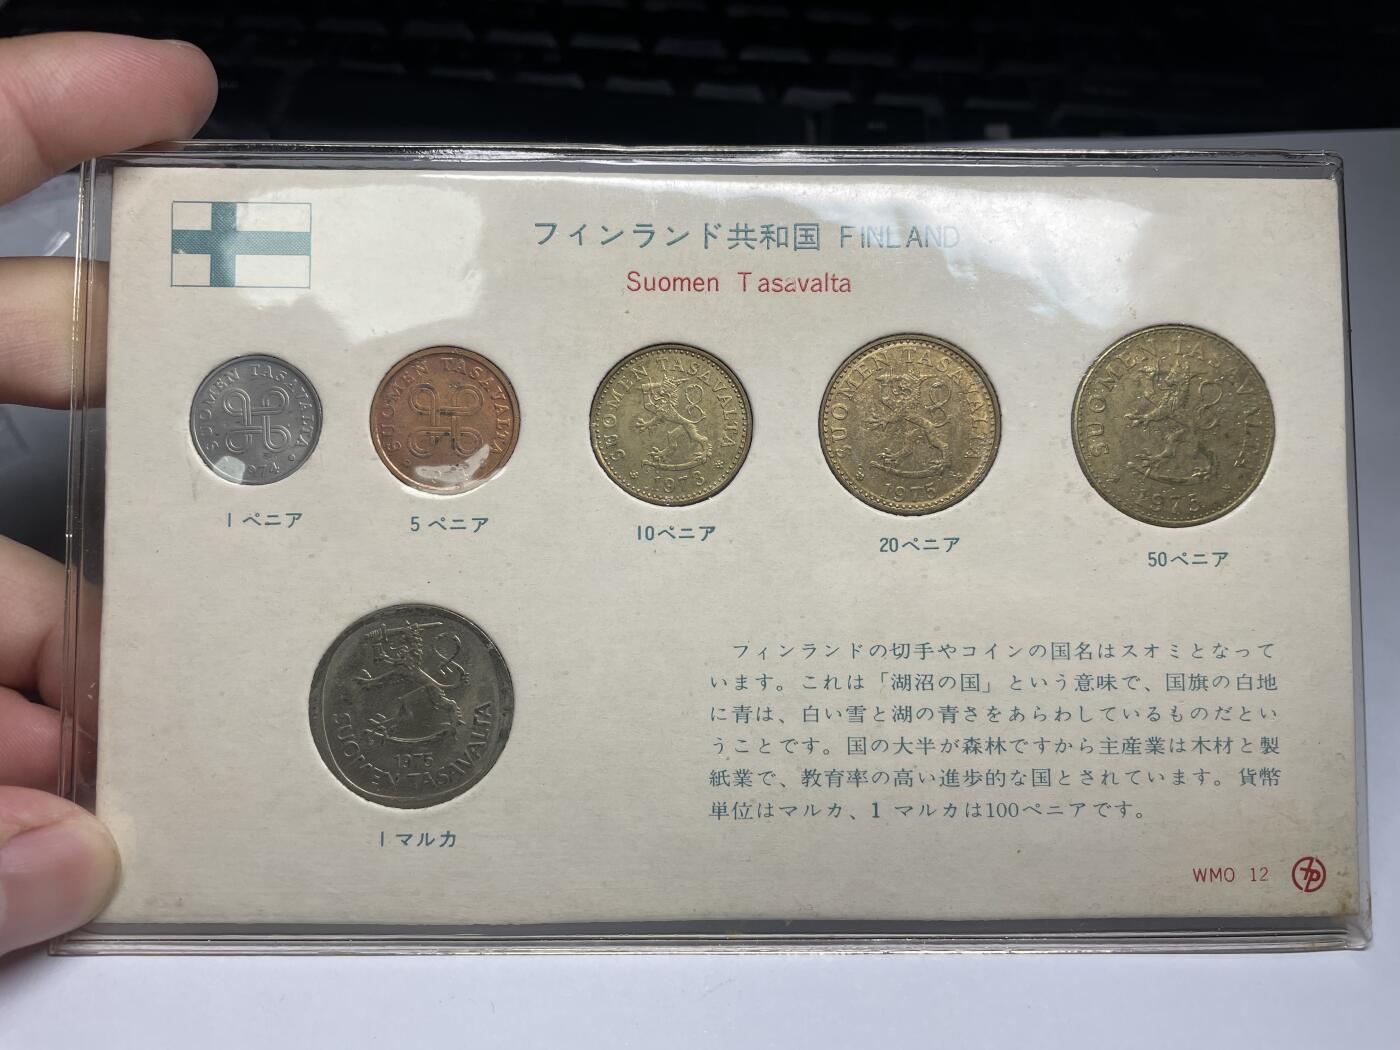 フィンランド共和国 FINLAND
Suomen Tasavalta
SUOMEN TASAVALTA 1974
SUOMEN TASAVALTA
SUOMEN TASAVALTA 1973
SUOMEN TASAVALTA 1975
SUOMEN TASAVALTA 1975
1 ペニア
5 ペニア
10ペニア
20ペニア
50ペニア
1975
SUOMEN TASAVALTA
1 マルカ
フィンランドの切手やコインの国名はスオミとなって
います。これは「湖沼の国」という意味で、国旗の白地
に青は、白い雪と湖の青さをあらわしているものだとい
うことです。国の大半が森林ですから主産業は木材と製
紙業で、教育率の高い進歩的な国とされています。貨幣
単位はマルカ、1 マルカは100ペニアです。
WMO 12